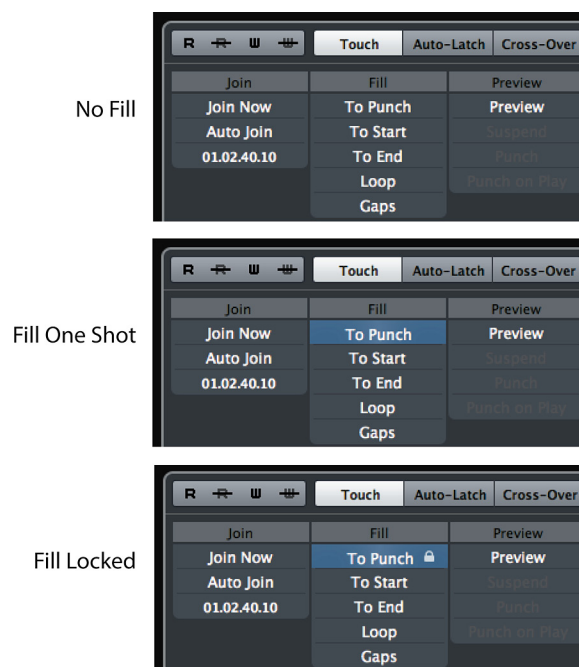 R R W W Touch Auto-Latch Cross-Over
Join Fill Preview
No Fill Join Now To Punch Preview
Auto Join To Start Suspend
01.02.40.10 To End Punch
Loop Punch on Play
Gaps
R R W W Touch Auto-Latch Cross-Over
Join Fill Preview
Fill One Shot Join Now To Punch Preview
Auto Join To Start Suspend
01.02.40.10 To End Punch
Loop Punch on Play
Gaps
R R W W Touch Auto-Latch Cross-Over
Join Fill Preview
Fill Locked Join Now To Punch Preview
Auto Join To Start Suspend
01.02.40.10 To End Punch
Loop Punch on Play
Gaps